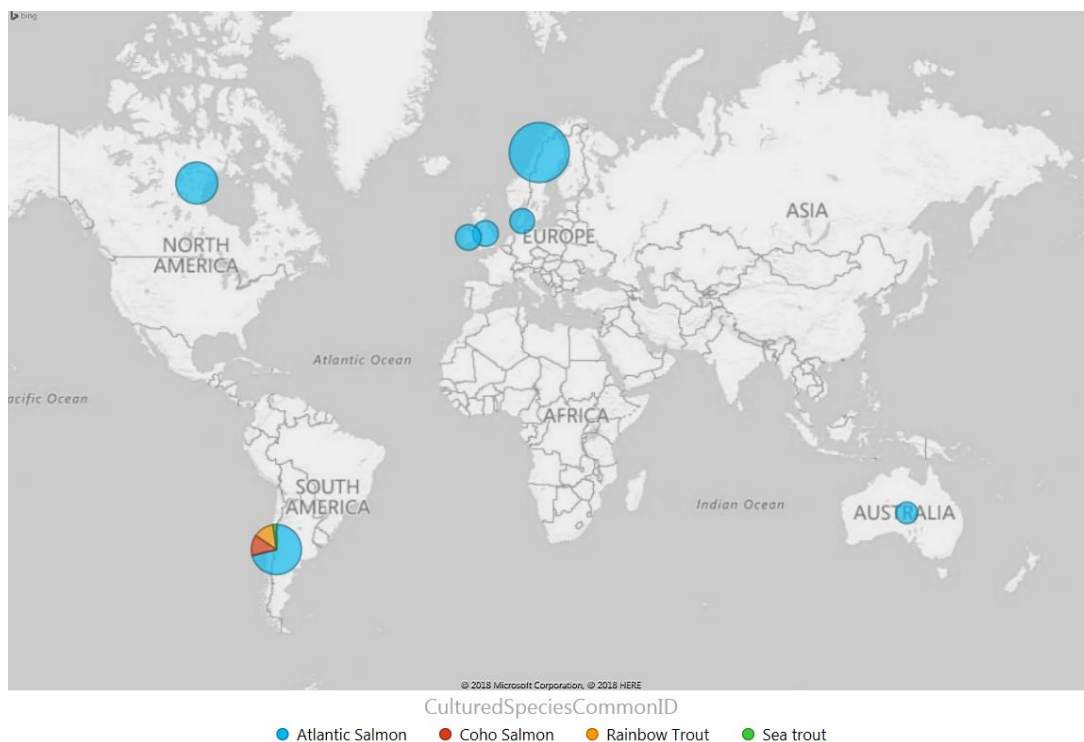 bing
ASIA
EUROPE
NORTH
AMERICA
Atlantic Ocean
acific Ocean
AFRICA
SOUTH
AMERICA
Indian Ocean
AUSTRALIA
© 2018 Microsoft Corporation, © 2018 HERE
CulturedSpeciesCommonID
Atlantic Salmon Coho Salmon Rainbow Trout Sea trout